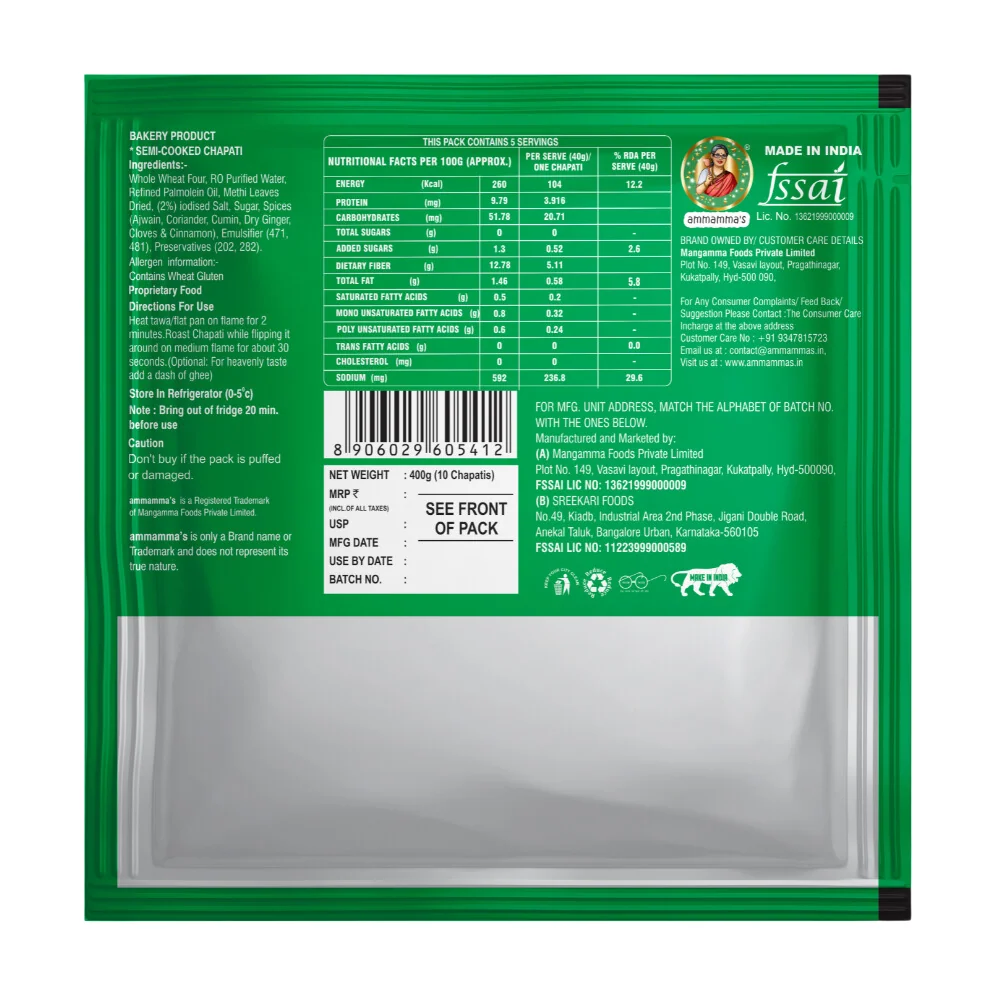 BAKERY PRODUCT
* SEMI-COOKED CHAPATI
Ingredients:-
Whole Wheat Four, RO Purified Water,
Refined Palmolein Oil, Methi Leaves
Dried, (2%) iodised Salt, Sugar, Spices
(Ajwain, Coriander, Cumin, Dry Ginger,
Cloves & Cinnamon), Emulsifier (471,
481), Preservatives (202, 282).
Allergen information:-
Contains Wheat Gluten
Proprietary Food
Directions For Use
Heat tawa/flat pan on flame for 2
minutes.Roast Chapati while flipping it
around on medium flame for about 30
seconds.(Optional: For heavenly taste
add a dash of ghee)
Store In Refrigerator (0-5°c)
Note : Bring out of fridge 20 min.
before use
Caution
Don't buy if the pack is puffed
or damaged.
ammamma's is a Registered Trademark
of Mangamma Foods Private Limited.
ammamma's is only a Brand name or
Trademark and does not represent its
true nature.
THIS PACK CONTAINS 5 SERVINGS
NUTRITIONAL FACTS PER 100G (APPROX.) PER SERVE (40g)/ ONE CHAPATI % RDA PER SERVE (40g)
ENERGY (Kcal) 260 104 12.2
PROTEIN (mg) 9.79 3.916
CARBOHYDRATES (mg) 51.78 20.71
TOTAL SUGARS (g) 0 0 -
ADDED SUGARS (g) 1.3 0.52 2.6
DIETARY FIBER (g) 12.78 5.11
TOTAL FAT (g) 1.46 0.58 5.8
SATURATED FATTY ACIDS (g) 0.5 0.2 -
MONO UNSATURATED FATTY ACIDS (g) 0.8 0.32 -
POLY UNSATURATED FATTY ACIDS (g) 0.6 0.24 -
TRANS FATTY ACIDS (g) 0 0 0.0
CHOLESTEROL (mg) 0 0 -
SODIUM (mg) 592 236.8 29.6
8 906029 605412
NET WEIGHT : 400g (10 Chapatis)
MRP ₹ :
(INCL.OF ALL TAXES)
USP :
MFG DATE :
USE BY DATE :
BATCH NO. :
SEE FRONT
OF PACK
®
ammamma's
MADE IN INDIA
fssai
Lic. No. 13621999000009
BRAND OWNED BY/ CUSTOMER CARE DETAILS
Mangamma Foods Private Limited
Plot No. 149, Vasavi layout, Pragathinagar,
Kukatpally, Hyd-500 090,
For Any Consumer Complaints/ Feed Back/
Suggestion Please Contact :The Consumer Care
Incharge at the above address
Customer Care No : +91 9347815723
Email us at : contact@ammammas.in,
Visit us at : www.ammammas.in
FOR MFG. UNIT ADDRESS, MATCH THE ALPHABET OF BATCH NO.
WITH THE ONES BELOW.
Manufactured and Marketed by:
(A) Mangamma Foods Private Limited
Plot No. 149, Vasavi layout, Pragathinagar, Kukatpally, Hyd-500090,
FSSAI LIC NO: 13621999000009
(B) SREEKARI FOODS
No.49, Kiadb, Industrial Area 2nd Phase, Jigani Double Road,
Anekal Taluk, Bangalore Urban, Karnataka-560105
FSSAI LIC NO: 11223999000589
KEEP YOUR CITY CLEAN
MAKE IN INDIA